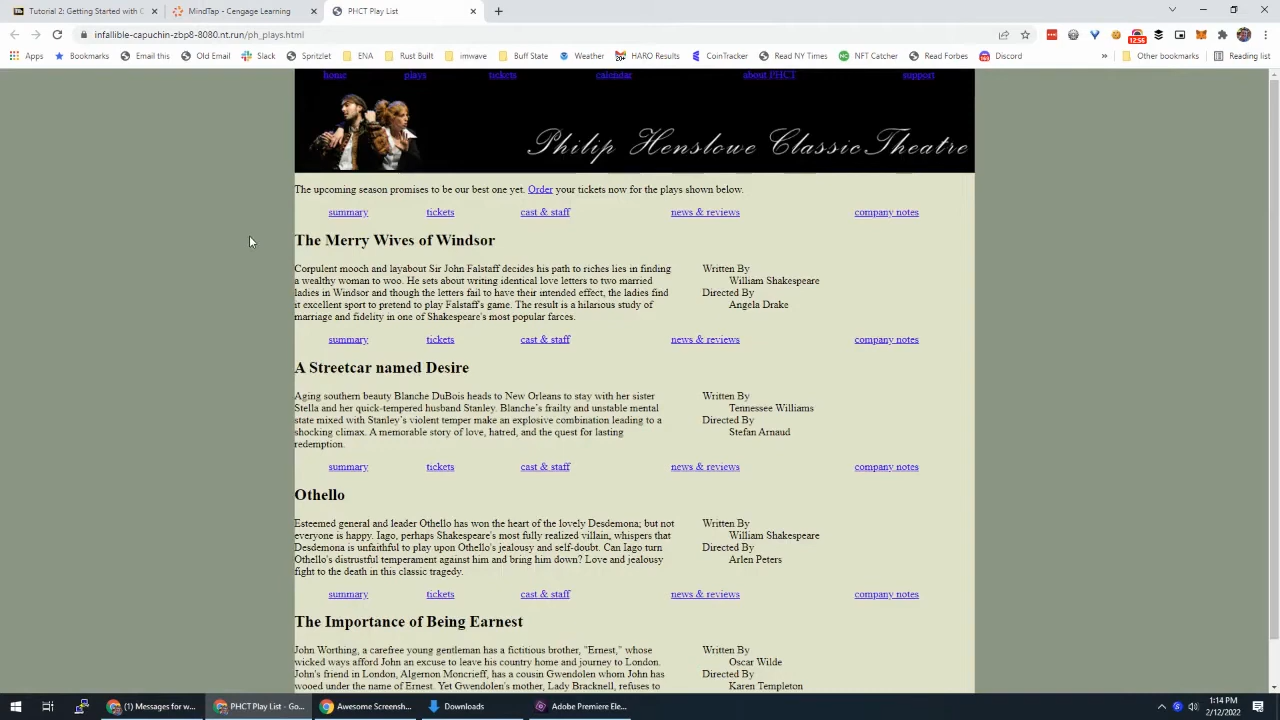 Tutorial 2: Getting Started with C
MindTap - Cengage Learning
PHCT Play List
infallible-capuchin-zbp8-8080.nt.run/ph_plays.html
12:56
Apps
Bookmarks
Email
Old Email
Slack
Spritzlet
ENA
Rust Buff
imwave
Buff State
Weather
20+
HARO Results
CoinTracker
Read NY Times
NFT Catcher
Read Forbes
Discord
»
Other bookmarks
Reading list
home plays tickets calendar about PHCT support
Philip Henslowe Classic Theatre
The upcoming season promises to be our best one yet. Order your tickets now for the plays shown below.
summary tickets cast & staff news & reviews company notes
The Merry Wives of Windsor
Corpulent mooch and layabout Sir John Falstaff decides his path to riches lies in finding
a wealthy woman to woo. He sets about writing identical love letters to two married
ladies in Windsor and though the letters fail to have their intended effect, the ladies find
it excellent sport to pretend to play Falstaff's game. The result is a hilarious study of
marriage and fidelity in one of Shakespeare's most popular farces.
Written By
William Shakespeare
Directed By
Angela Drake
summary tickets cast & staff news & reviews company notes
A Streetcar named Desire
Aging southern beauty Blanche DuBois heads to New Orleans to stay with her sister
Stella and her quick-tempered husband Stanley. Blanche's frailty and unstable mental
state mixed with Stanley's violent temper make an explosive combination leading to a
shocking climax. A memorable story of love, hatred, and the quest for lasting
redemption.
Written By
Tennessee Williams
Directed By
Stefan Arnaud
summary tickets cast & staff news & reviews company notes
Othello
Esteemed general and leader Othello has won the heart of the lovely Desdemona; but not
everyone is happy. Iago, perhaps Shakespeare's most fully realized villain, whispers that
Desdemona is unfaithful to play upon Othello's jealousy and self-doubt. Can Iago turn
Othello's distrustful temperament against him and bring him down? Love and jealousy
fight to the death in this classic tragedy.
Written By
William Shakespeare
Directed By
Arlen Peters
summary tickets cast & staff news & reviews company notes
The Importance of Being Earnest
John Worthing, a carefree young gentleman has a fictitious brother, "Ernest," whose
wicked ways afford John an excuse to leave his country home and journey to London.
John's friend in London, Algernon Moncrieff, has a cousin Gwendolen whom John has
wooed under the name of Ernest. Yet Gwendolen's mother, Lady Bracknell, refuses to
Written By
Oscar Wilde
Directed By
Karen Templeton
(1) Messages for w...
PHCT Play List - Go...
Awesome Screensh...
Downloads
Adobe Premiere Ele...
1:14 PM
2/12/2022